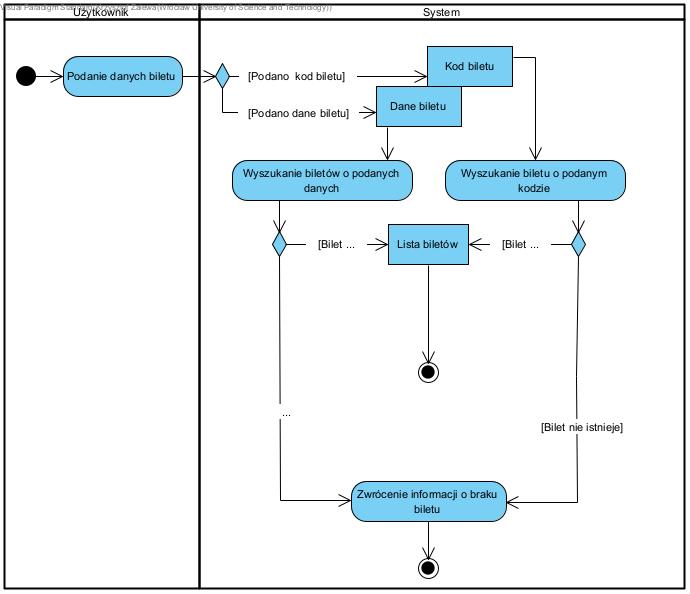 Visual Paradigm Standard
Zalewa(Wrocław University of Science and Technology))
Użytkownik
System
Podanie danych biletu
[Podano kod biletu]
Kod biletu
[Podano dane biletu]
Dane biletu
Wyszukanie biletów o podanych
danych
Wyszukanie biletu o podanym
kodzie
[Bilet ...
Lista biletów
[Bilet ...
...
[Bilet nie istnieje]
Zwrócenie informacji o braku
biletu